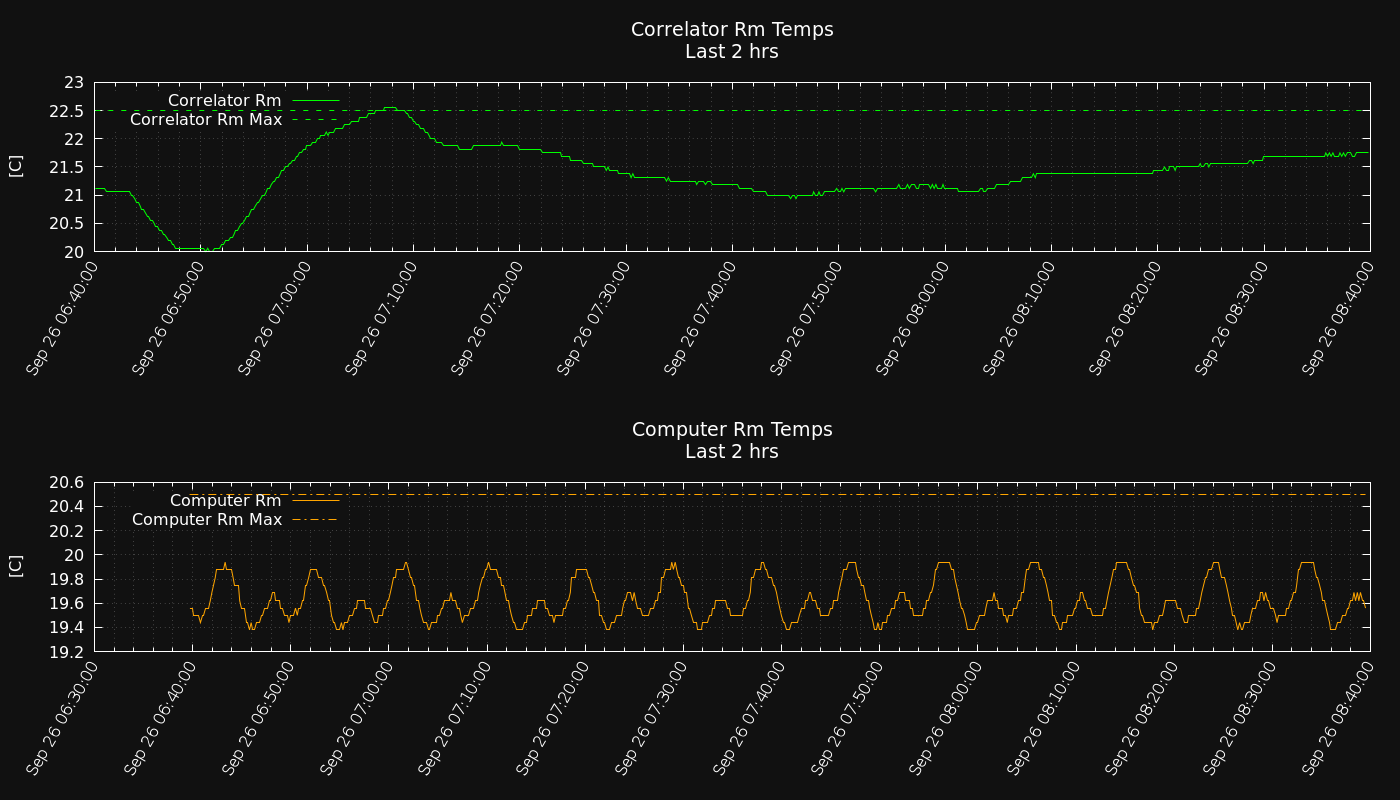 Correlator Rm Temps
Last 2 hrs
23
22.5
22
21.5
21
20.5
20
[C]
Correlator Rm
Correlator Rm Max
Sep 26 06:40:00
Sep 26 06:50:00
Sep 26 07:00:00
Sep 26 07:10:00
Sep 26 07:20:00
Sep 26 07:30:00
Sep 26 07:40:00
Sep 26 07:50:00
Sep 26 08:00:00
Sep 26 08:10:00
Sep 26 08:20:00
Sep 26 08:30:00
Sep 26 08:40:00
Computer Rm Temps
Last 2 hrs
20.6
20.4
20.2
20
19.8
19.6
19.4
19.2
[C]
Computer Rm
Computer Rm Max
Sep 26 06:30:00
Sep 26 06:40:00
Sep 26 06:50:00
Sep 26 07:00:00
Sep 26 07:10:00
Sep 26 07:20:00
Sep 26 07:30:00
Sep 26 07:40:00
Sep 26 07:50:00
Sep 26 08:00:00
Sep 26 08:10:00
Sep 26 08:20:00
Sep 26 08:30:00
Sep 26 08:40:00